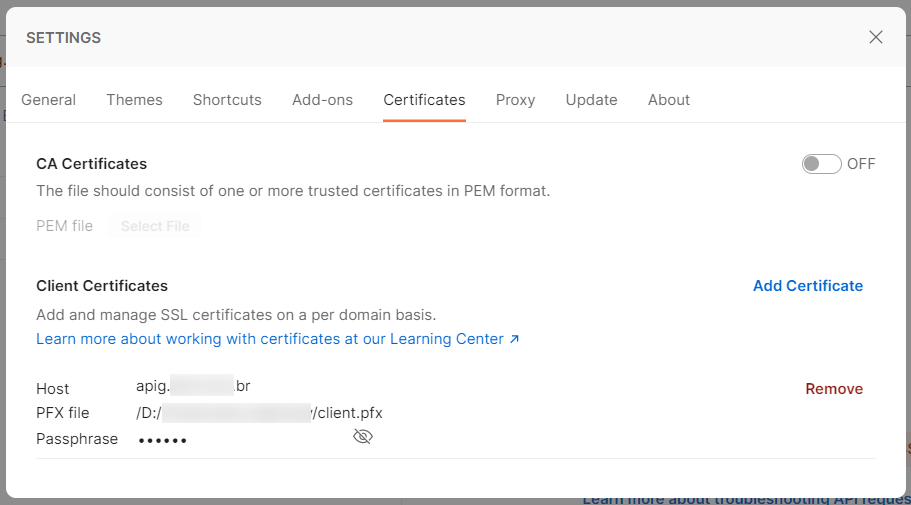 SETTINGS
General Themes Shortcuts Add-ons Certificates Proxy Update About
CA Certificates OFF
The file should consist of one or more trusted certificates in PEM format.
PEM file Select File
Client Certificates Add Certificate
Add and manage SSL certificates on a per domain basis.
Learn more about working with certificates at our Learning Center ↗
Host apig. .br Remove
PFX file /D:/ /client.pfx
Passphrase ••••••
Learn more about troubleshooting API reques